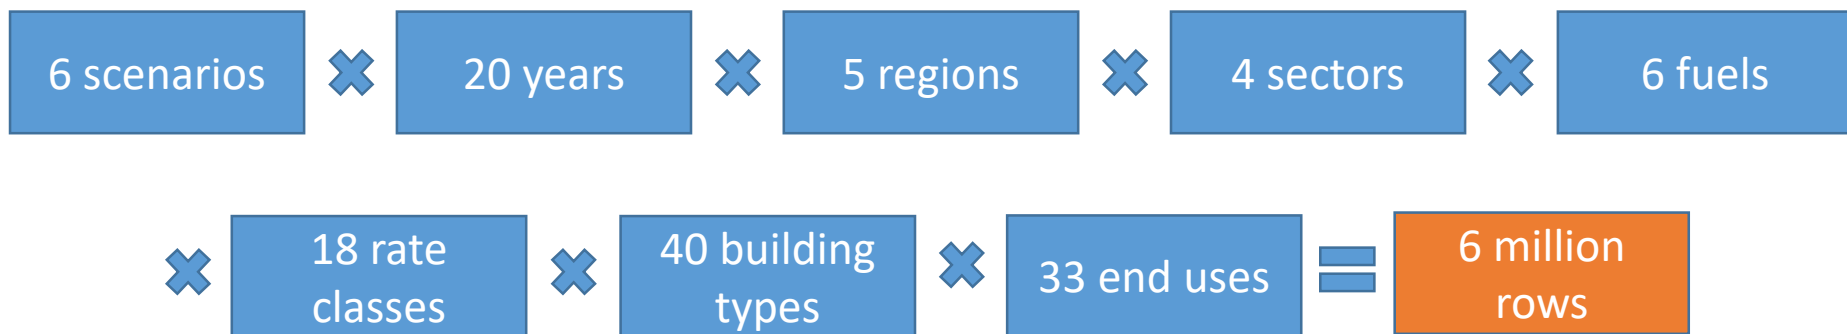 6 scenarios
20 years
5 regions
4 sectors
6 fuels
18 rate
classes
40 building
types
33 end uses
6 million
rows